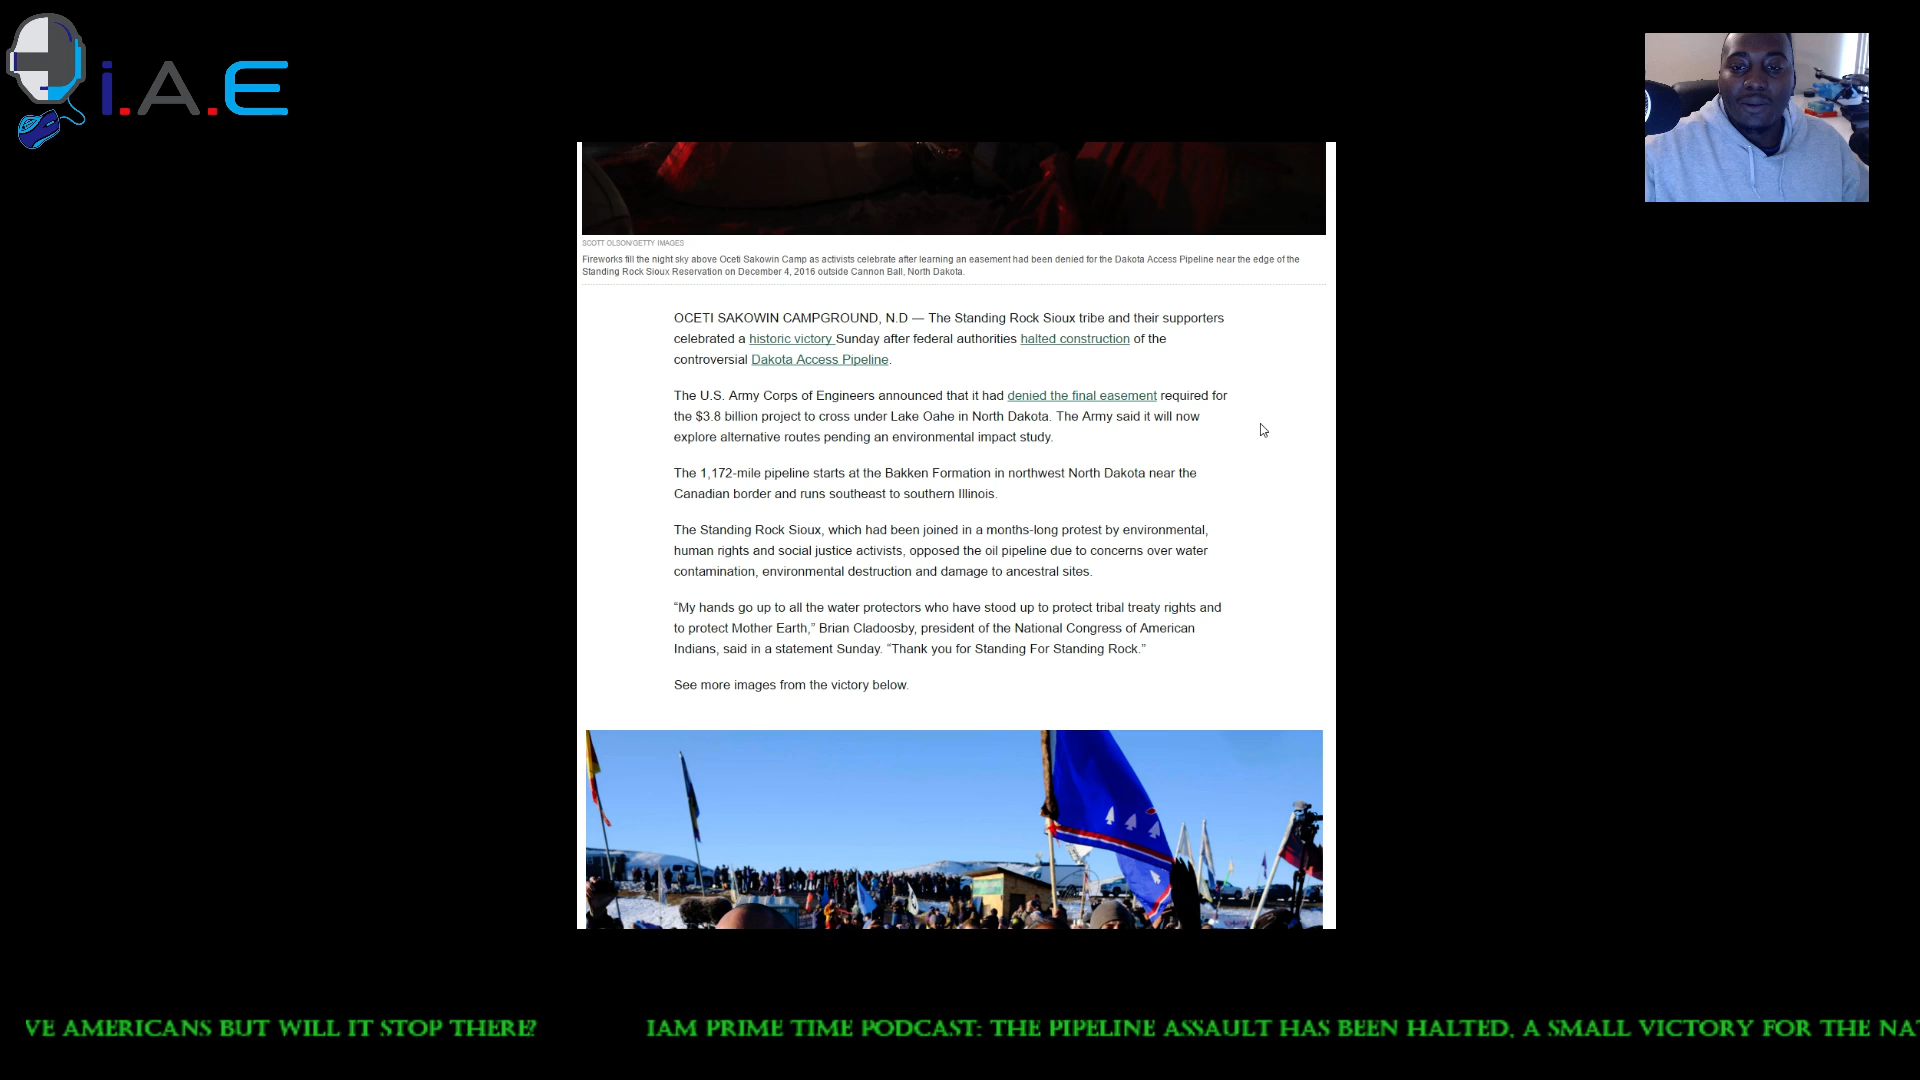 i.A.E
SCOTT OLSON/GETTY IMAGES
Fireworks fill the night sky above Oceti Sakowin Camp as activists celebrate after learning an easement had been denied for the Dakota Access Pipeline near the edge of the
Standing Rock Sioux Reservation on December 4, 2016 outside Cannon Ball, North Dakota.
OCETI SAKOWIN CAMPGROUND, N.D — The Standing Rock Sioux tribe and their supporters
celebrated a historic victory Sunday after federal authorities halted construction of the
controversial Dakota Access Pipeline.
The U.S. Army Corps of Engineers announced that it had denied the final easement required for
the $3.8 billion project to cross under Lake Oahe in North Dakota. The Army said it will now
explore alternative routes pending an environmental impact study.
The 1,172-mile pipeline starts at the Bakken Formation in northwest North Dakota near the
Canadian border and runs southeast to southern Illinois.
The Standing Rock Sioux, which had been joined in a months-long protest by environmental,
human rights and social justice activists, opposed the oil pipeline due to concerns over water
contamination, environmental destruction and damage to ancestral sites.
“My hands go up to all the water protectors who have stood up to protect tribal treaty rights and
to protect Mother Earth,” Brian Cladoosby, president of the National Congress of American
Indians, said in a statement Sunday. “Thank you for Standing For Standing Rock.”
See more images from the victory below.
VE AMERICANS BUT WILL IT STOP THERE? IAM PRIME TIME PODCAST: THE PIPELINE ASSAULT HAS BEEN HALTED, A SMALL VICTORY FOR THE NAT